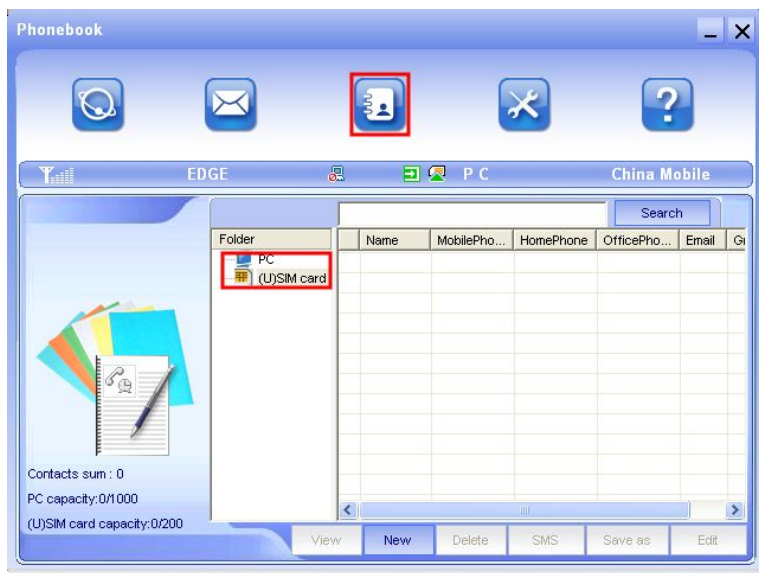 Phonebook
EDGE P C China Mobile
Search
Folder Name MobilePho... HomePhone OfficePho... Email Gr
PC
(U)SIM card
Contacts sum : 0
PC capacity:0/1000
(U)SIM card capacity:0/200
View New Delete SMS Save as Edit